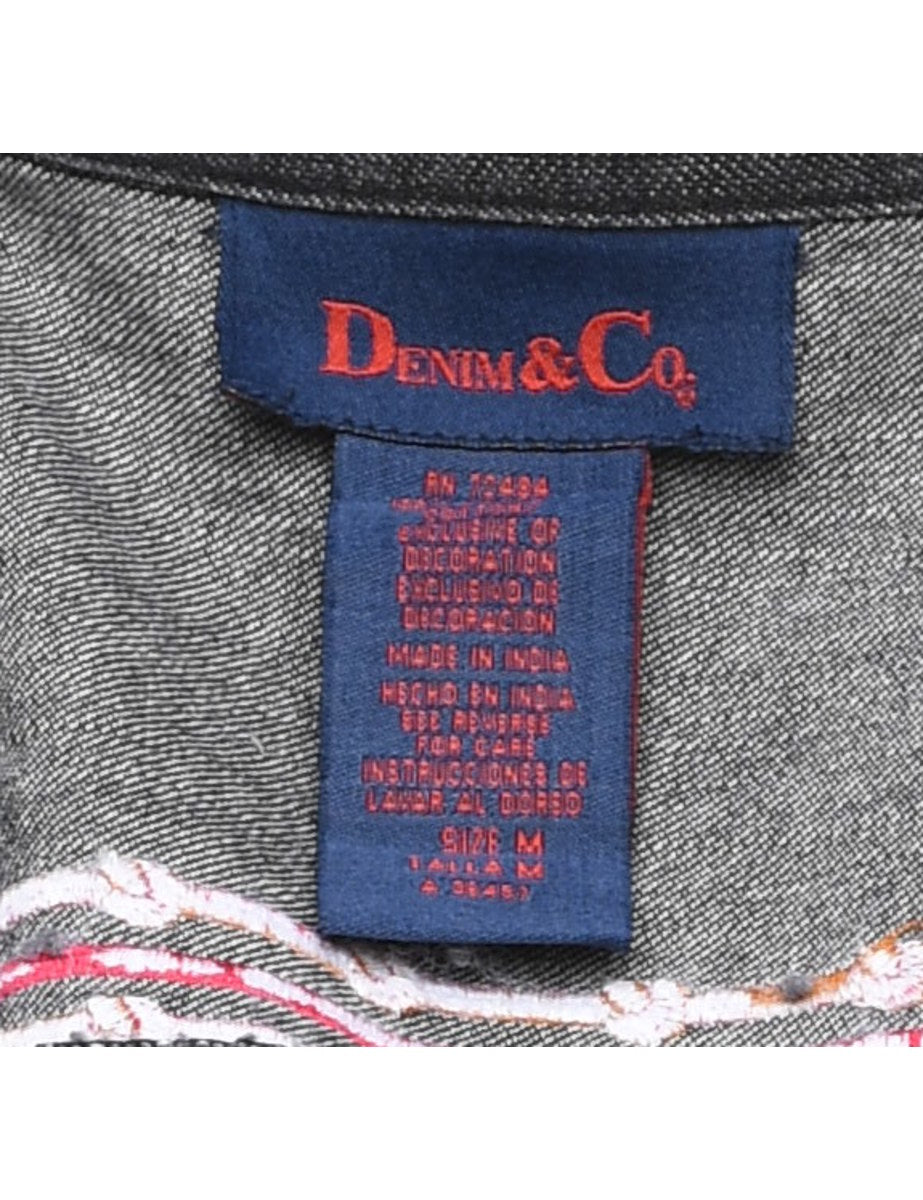 DENIM & CO.
RN 72484
EXCLUSIVE OF
DECORATION
EXCLUSIVO DE
DECORACION
MADE IN INDIA
HECHO EN INDIA
SEE REVERSE
FOR CARE
INSTRUCCIONES DE
LAVAR AL DORSO
SIZE M
TALLA M